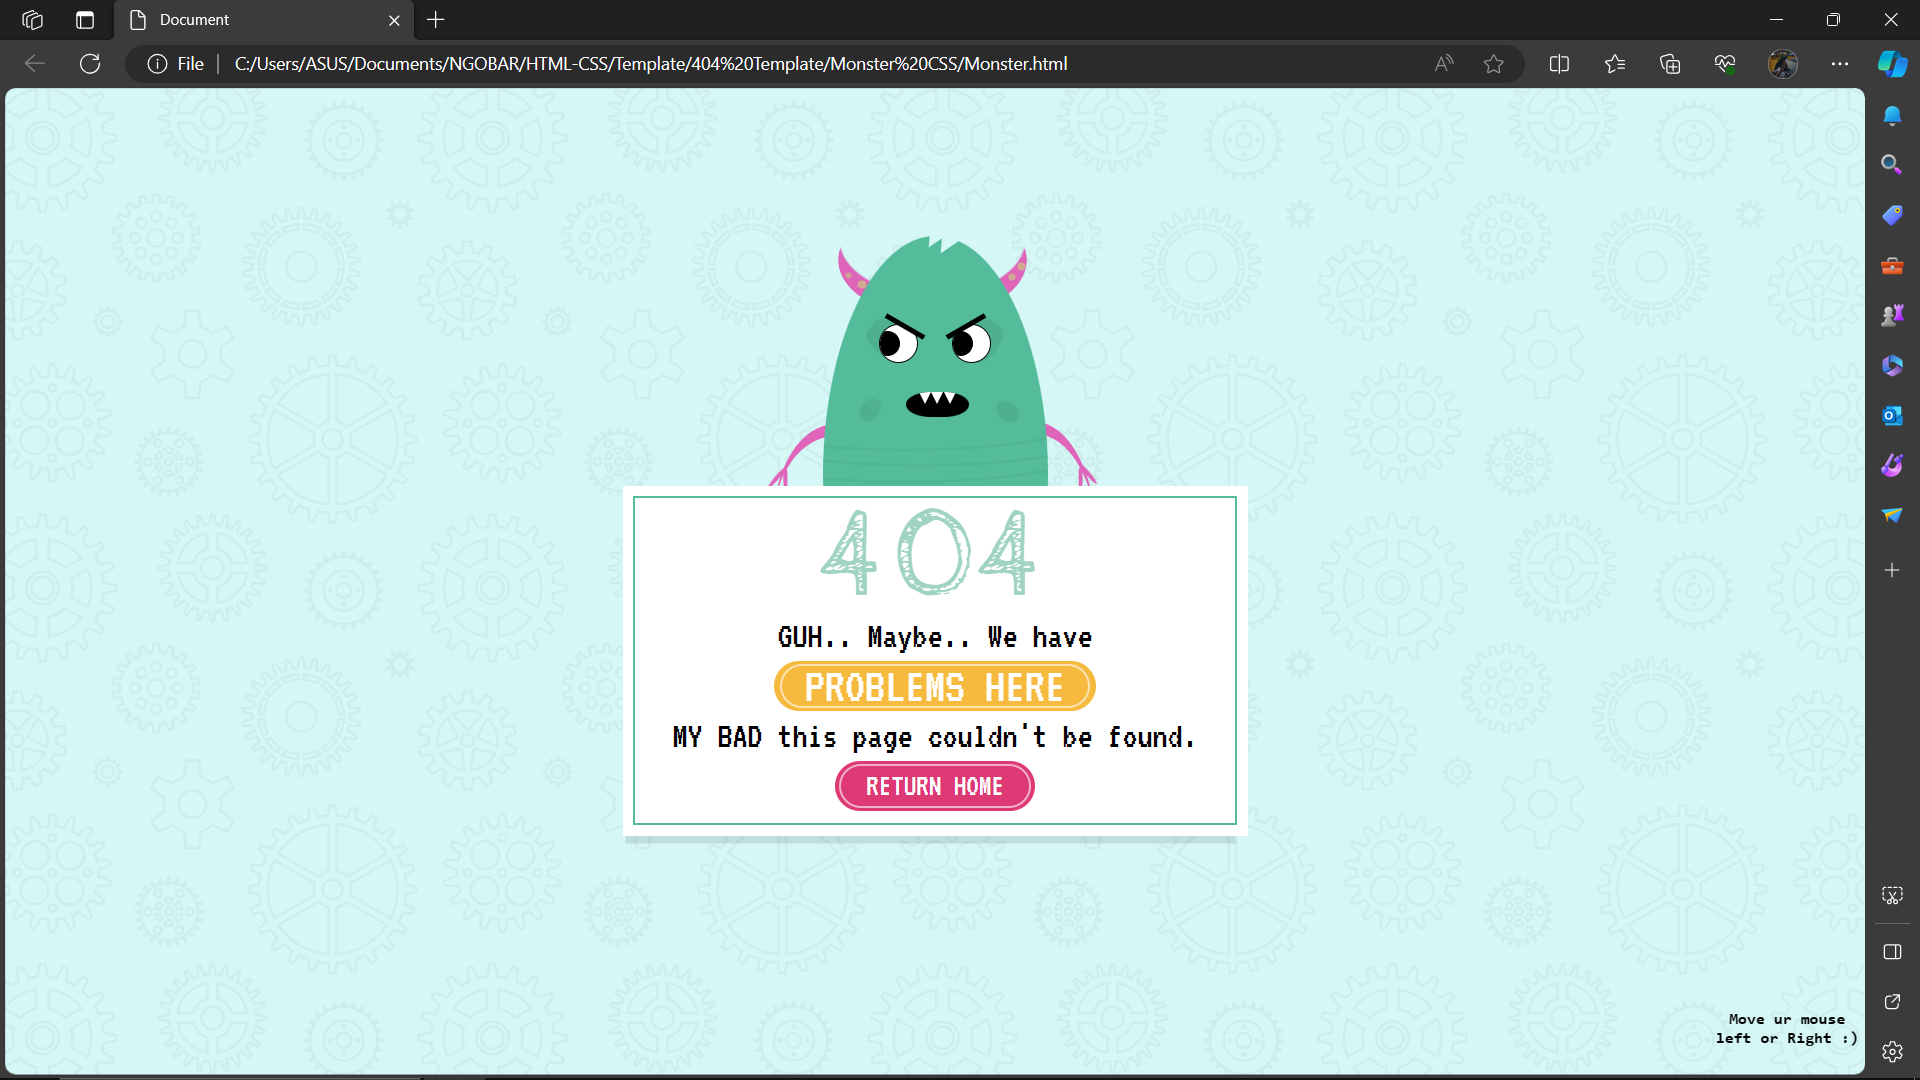 Document
File
C:/Users/ASUS/Documents/NGOBAR/HTML-CSS/Template/404%20Template/Monster%20CSS/Monster.html
404
GUH.. Maybe.. We have
PROBLEMS HERE
MY BAD this page couldn't be found.
RETURN HOME
Move ur mouse
left or Right :)